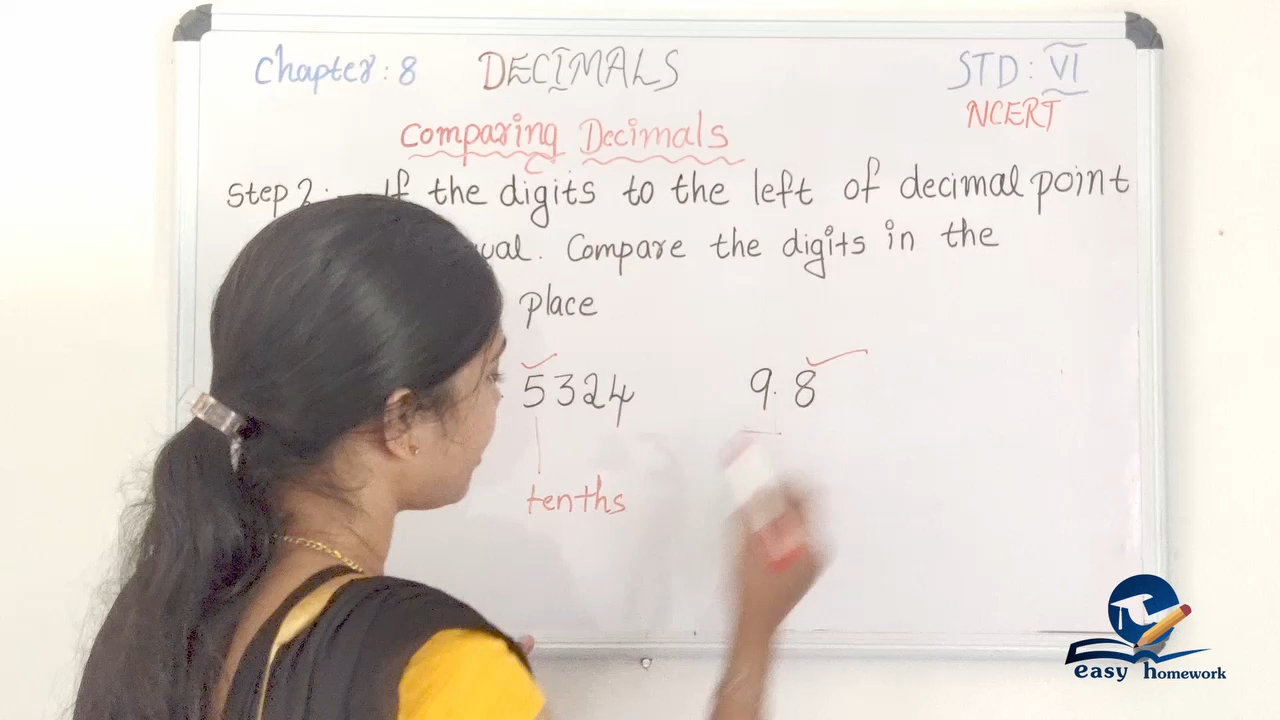 Chapter: 8 DECIMALS STD: VI
NCERT
Comparing Decimals
Step 2:- If the digits to the left of decimal point
Compare the digits in the
place
5324 9.8
tenths
easy homework